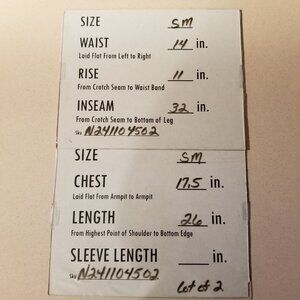 SIZE SM
WAIST 14 in.
Laid Flat From Left to Right
RISE 11 in.
From Crotch Seam to Waist Band
INSEAM 32 in.
From Crotch Seam to Bottom of Leg
Sku N241104502
SIZE SM
CHEST 17.5 in.
Laid Flat From Armpit to Armpit
LENGTH 26 in.
From Highest Point of Shoulder to Bottom Edge
SLEEVE LENGTH in.
Sku N241104502 Lot of 2